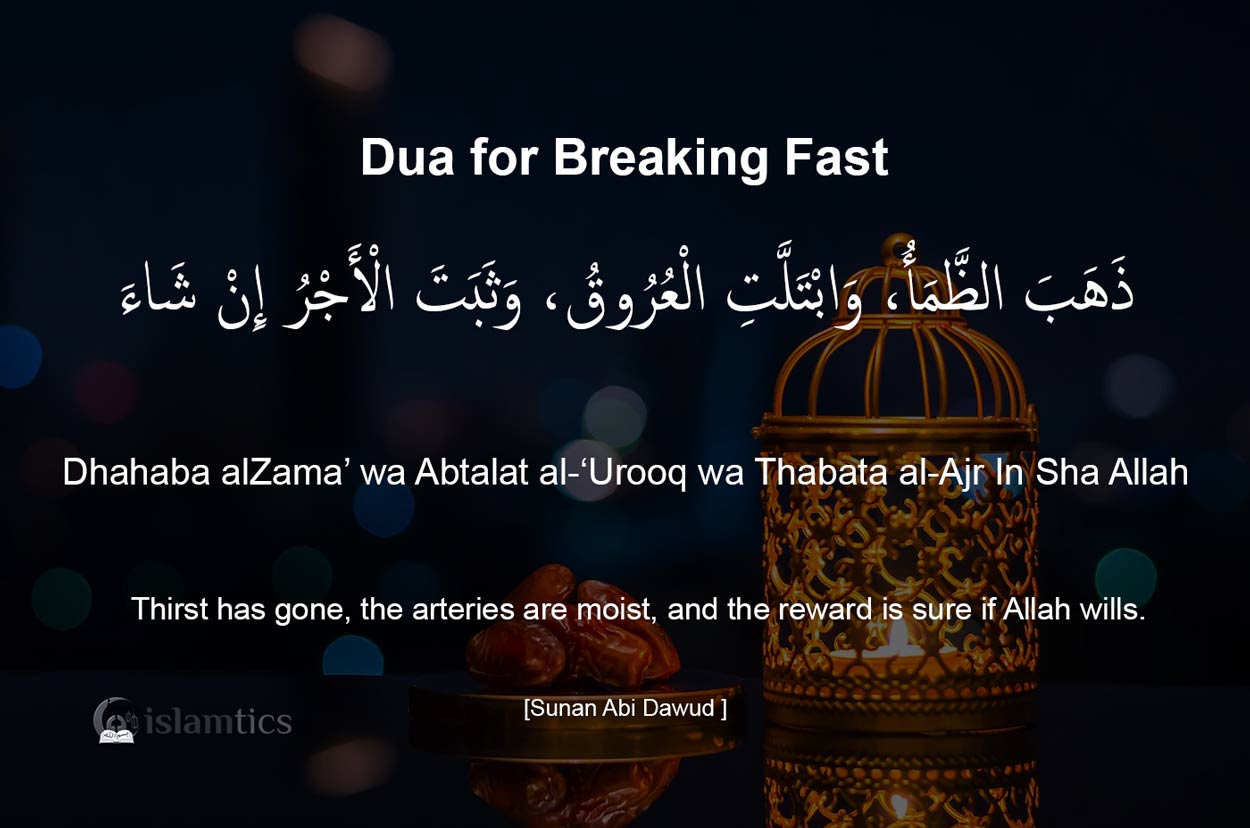 Dua for Breaking Fast
ذَهَبَ الظَّمَأُ، وَابْتَلَّتِ الْعُرُوقُ، وَثَبَتَ الْأَجْرُ إِنْ شَاءَ
Dhahaba alZama’ wa Abtalat al-‘Urooq wa Thabata al-Ajr In Sha Allah
Thirst has gone, the arteries are moist, and the reward is sure if Allah wills.
[Sunan Abi Dawud ]
islamtics